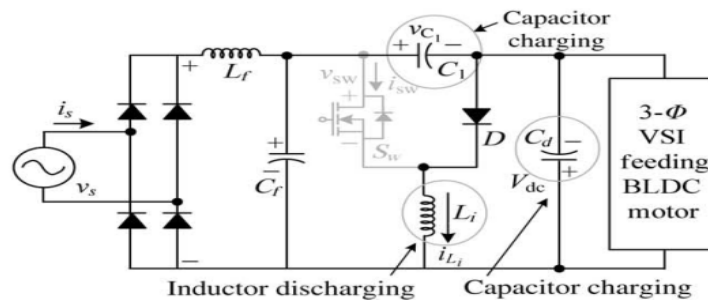 Capacitor
charging
+ v_C1 −
C_1
+
L_f
v_sw
i_sw
+
−
S_w
D
i_s
v_s
+
−
C_f
C_d −
+
V_dc
3-Φ
VSI
feeding
BLDC
motor
L_i
i_Li
−
Inductor discharging
Capacitor charging